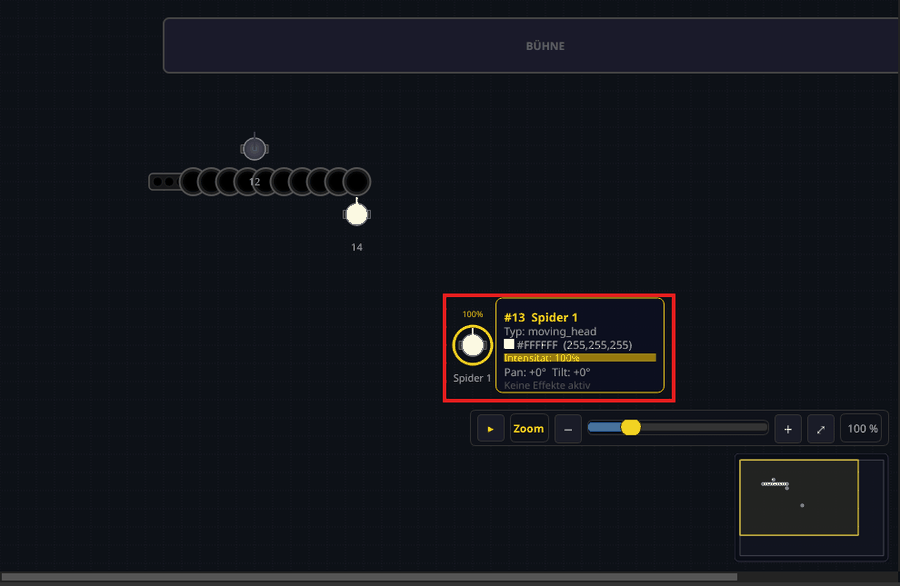 BÜHNE
12
14
100%
Spider 1
#13 Spider 1
Typ: moving_head
#FFFFFF (255,255,255)
Intensität: 100%
Pan: +0° Tilt: +0°
Keine Effekte aktiv
Zoom
100 %